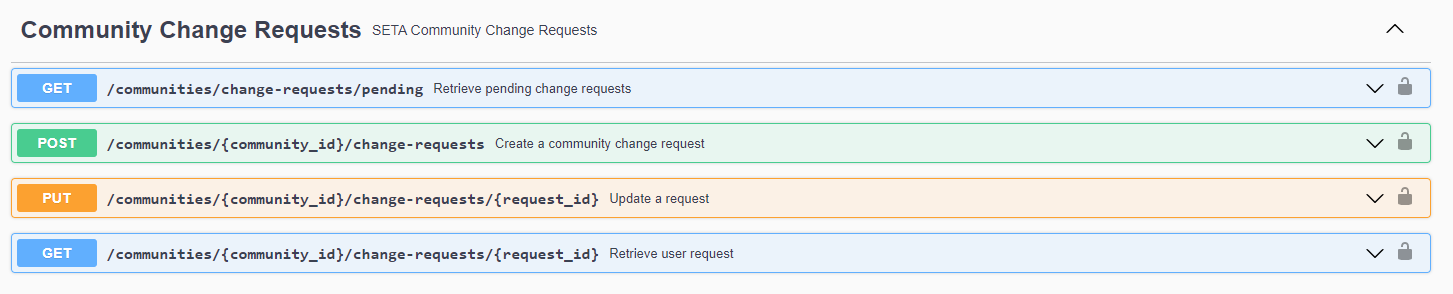 Community Change Requests SETA Community Change Requests
GET /communities/change-requests/pending Retrieve pending change requests
POST /communities/{community_id}/change-requests Create a community change request
PUT /communities/{community_id}/change-requests/{request_id} Update a request
GET /communities/{community_id}/change-requests/{request_id} Retrieve user request